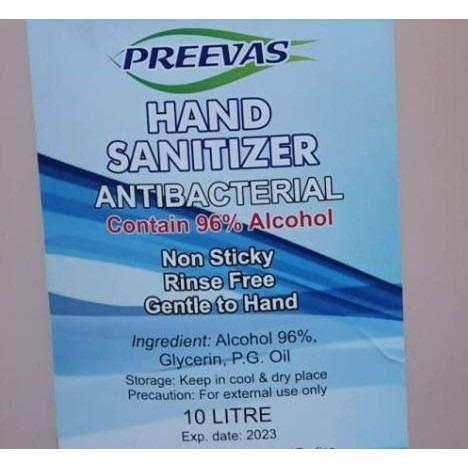 PREEVAS
HAND
SANITIZER
ANTIBACTERIAL
Contain 96% Alcohol
Non Sticky
Rinse Free
Gentle to Hand
Ingredient: Alcohol 96%,
Glycerin, P.G. Oil
Storage: Keep in cool & dry place
Precaution: For external use only
10 LITRE
Exp. date: 2023